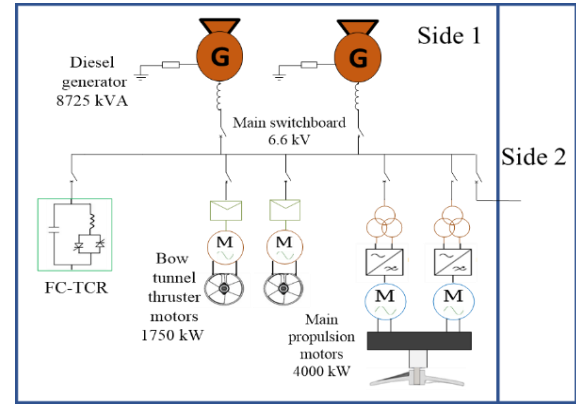 Side 1
G
G
Diesel
generator
8725 kVA
Main switchboard
6.6 kV
Side 2
FC-TCR
M
M
Bow
tunnel
thruster
motors
1750 kW
M
M
Main
propulsion
motors
4000 kW